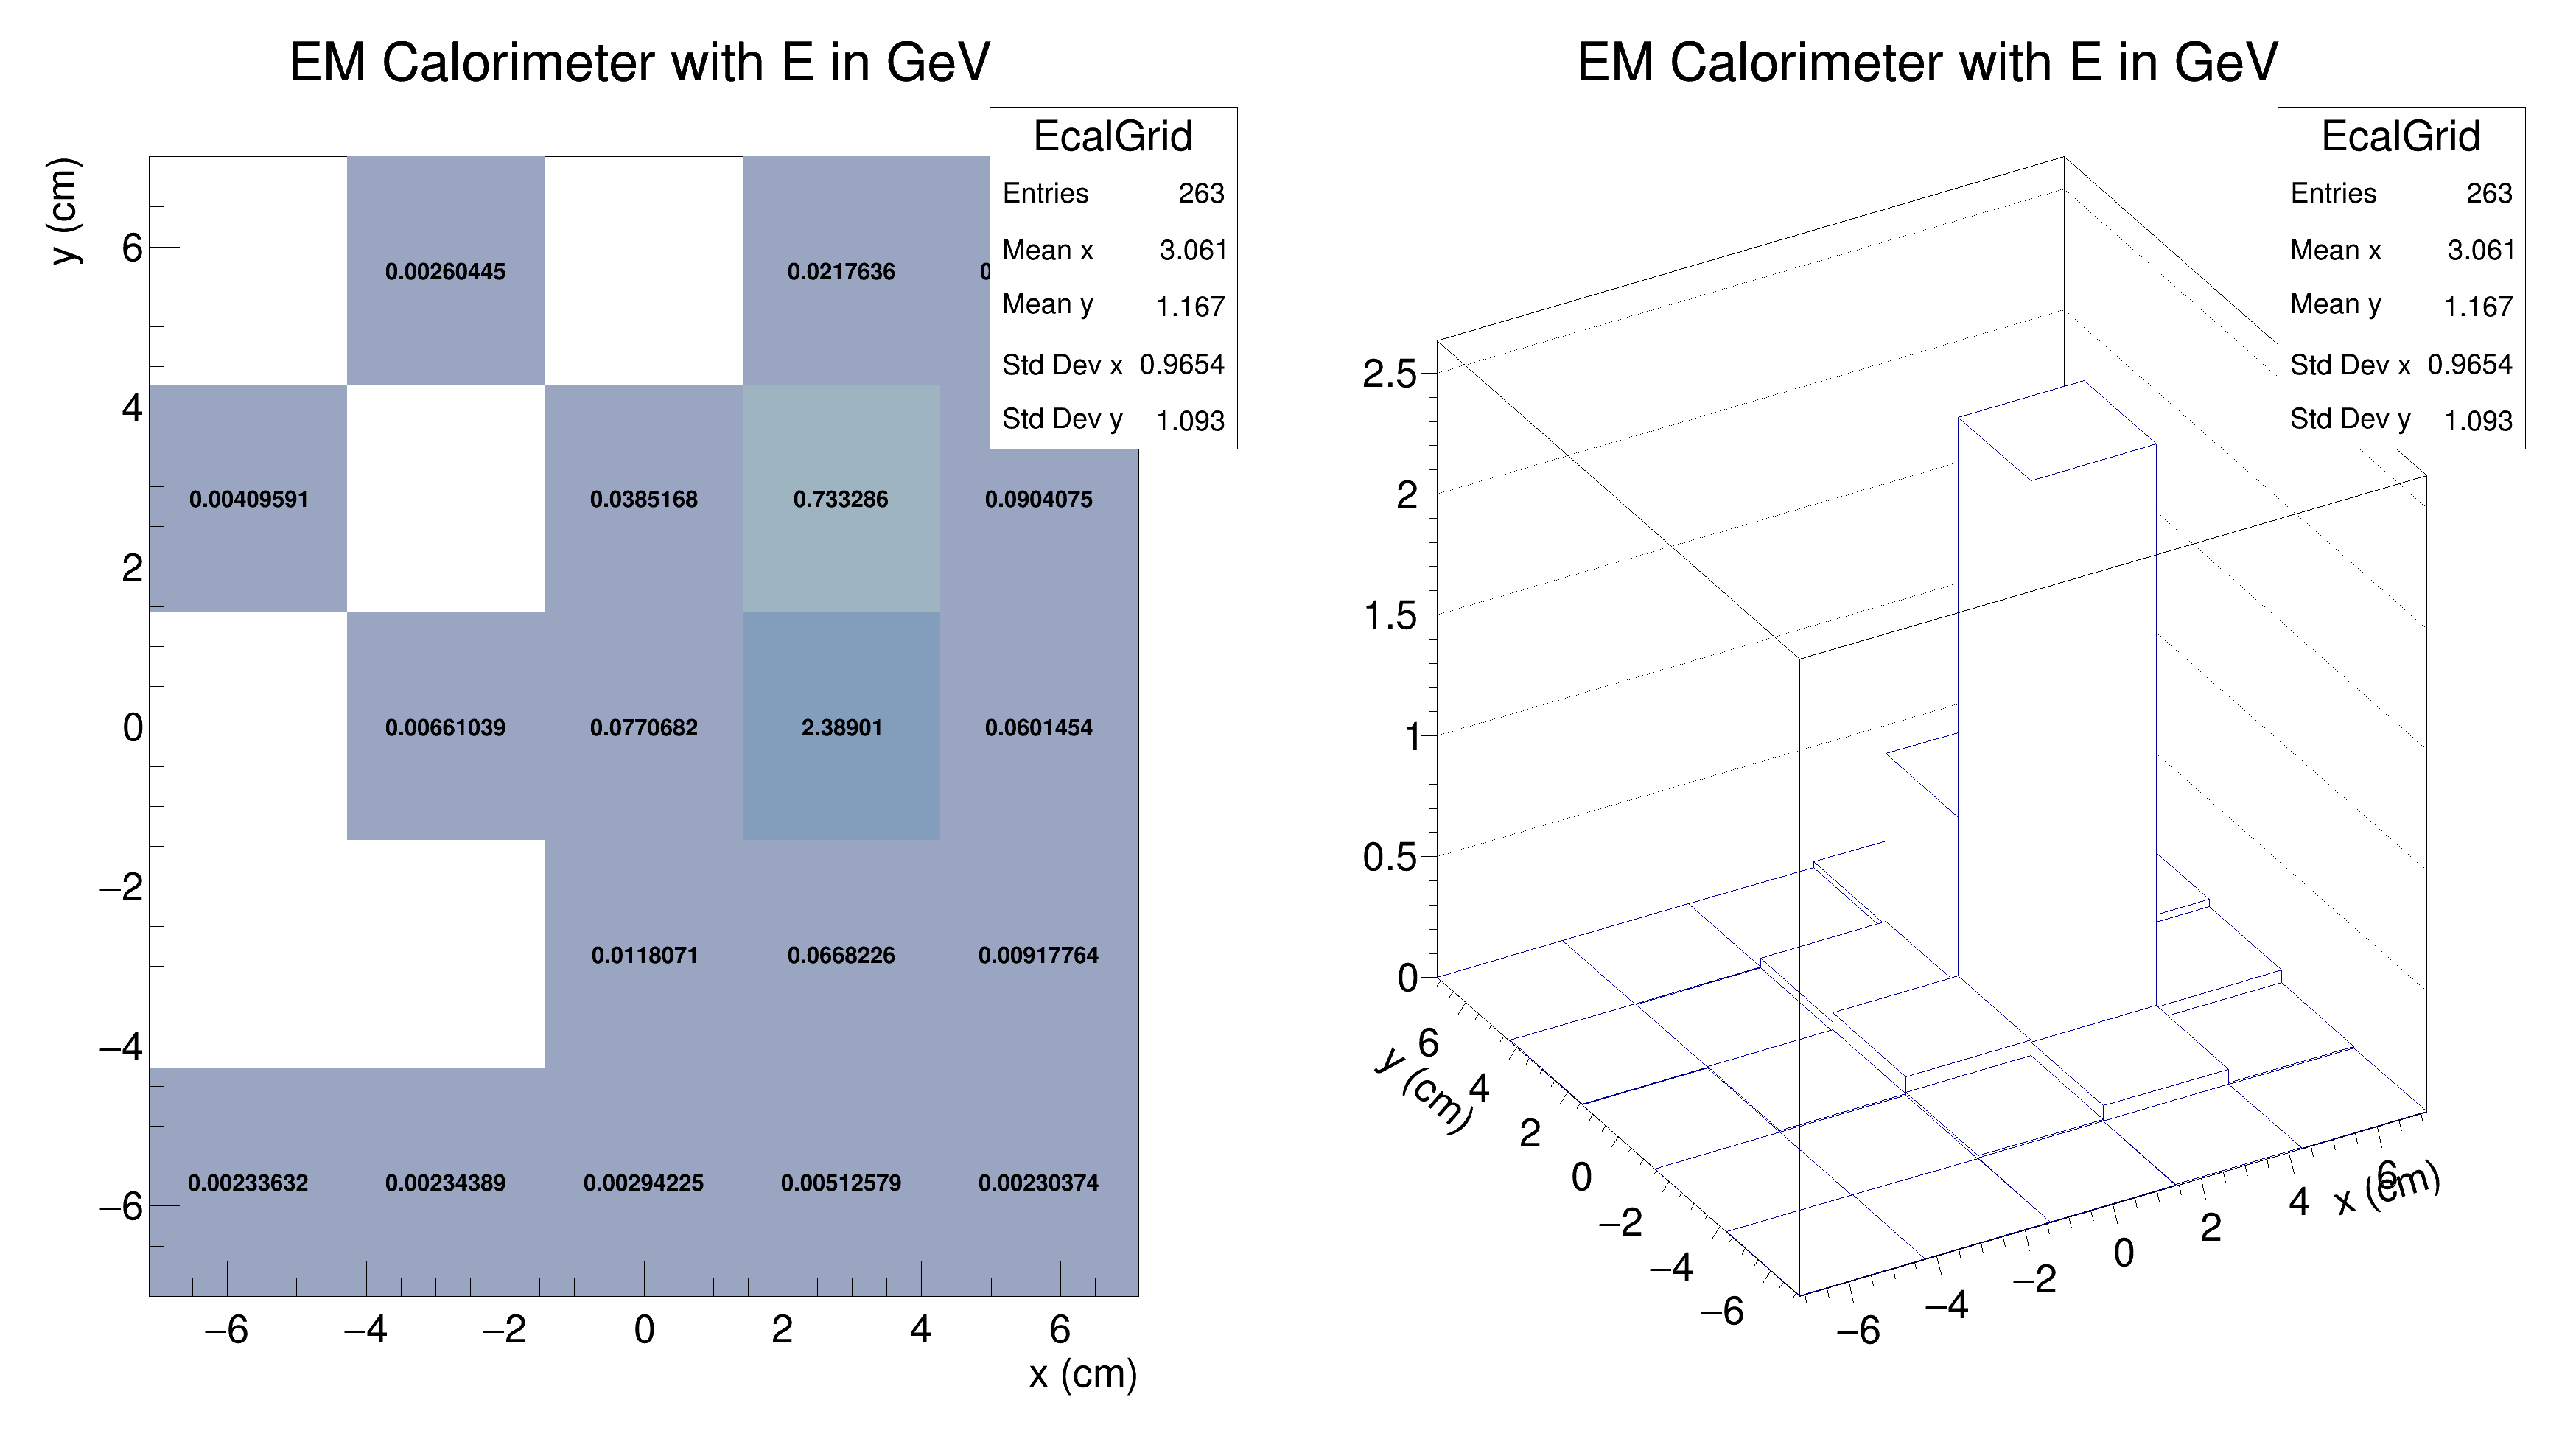 EM Calorimeter with E in GeV
EcalGrid
Entries 263
Mean x 3.061
Mean y 1.167
Std Dev x 0.9654
Std Dev y 1.093
y (cm)
6
4
2
0
−2
−4
−6
0.00260445 0.0217636
0.00409591 0.0385168 0.733286 0.0904075
0.00661039 0.0770682 2.38901 0.0601454
0.0118071 0.0668226 0.00917764
0.00233632 0.00234389 0.00294225 0.00512579 0.00230374
−6 −4 −2 0 2 4 6
x (cm)
EM Calorimeter with E in GeV
EcalGrid
Entries 263
Mean x 3.061
Mean y 1.167
Std Dev x 0.9654
Std Dev y 1.093
2.5
2
1.5
1
0.5
0
y (cm)
6
4
2
0
−2
−4
−6
−6
−4
−2
0
2
4
6
x (cm)